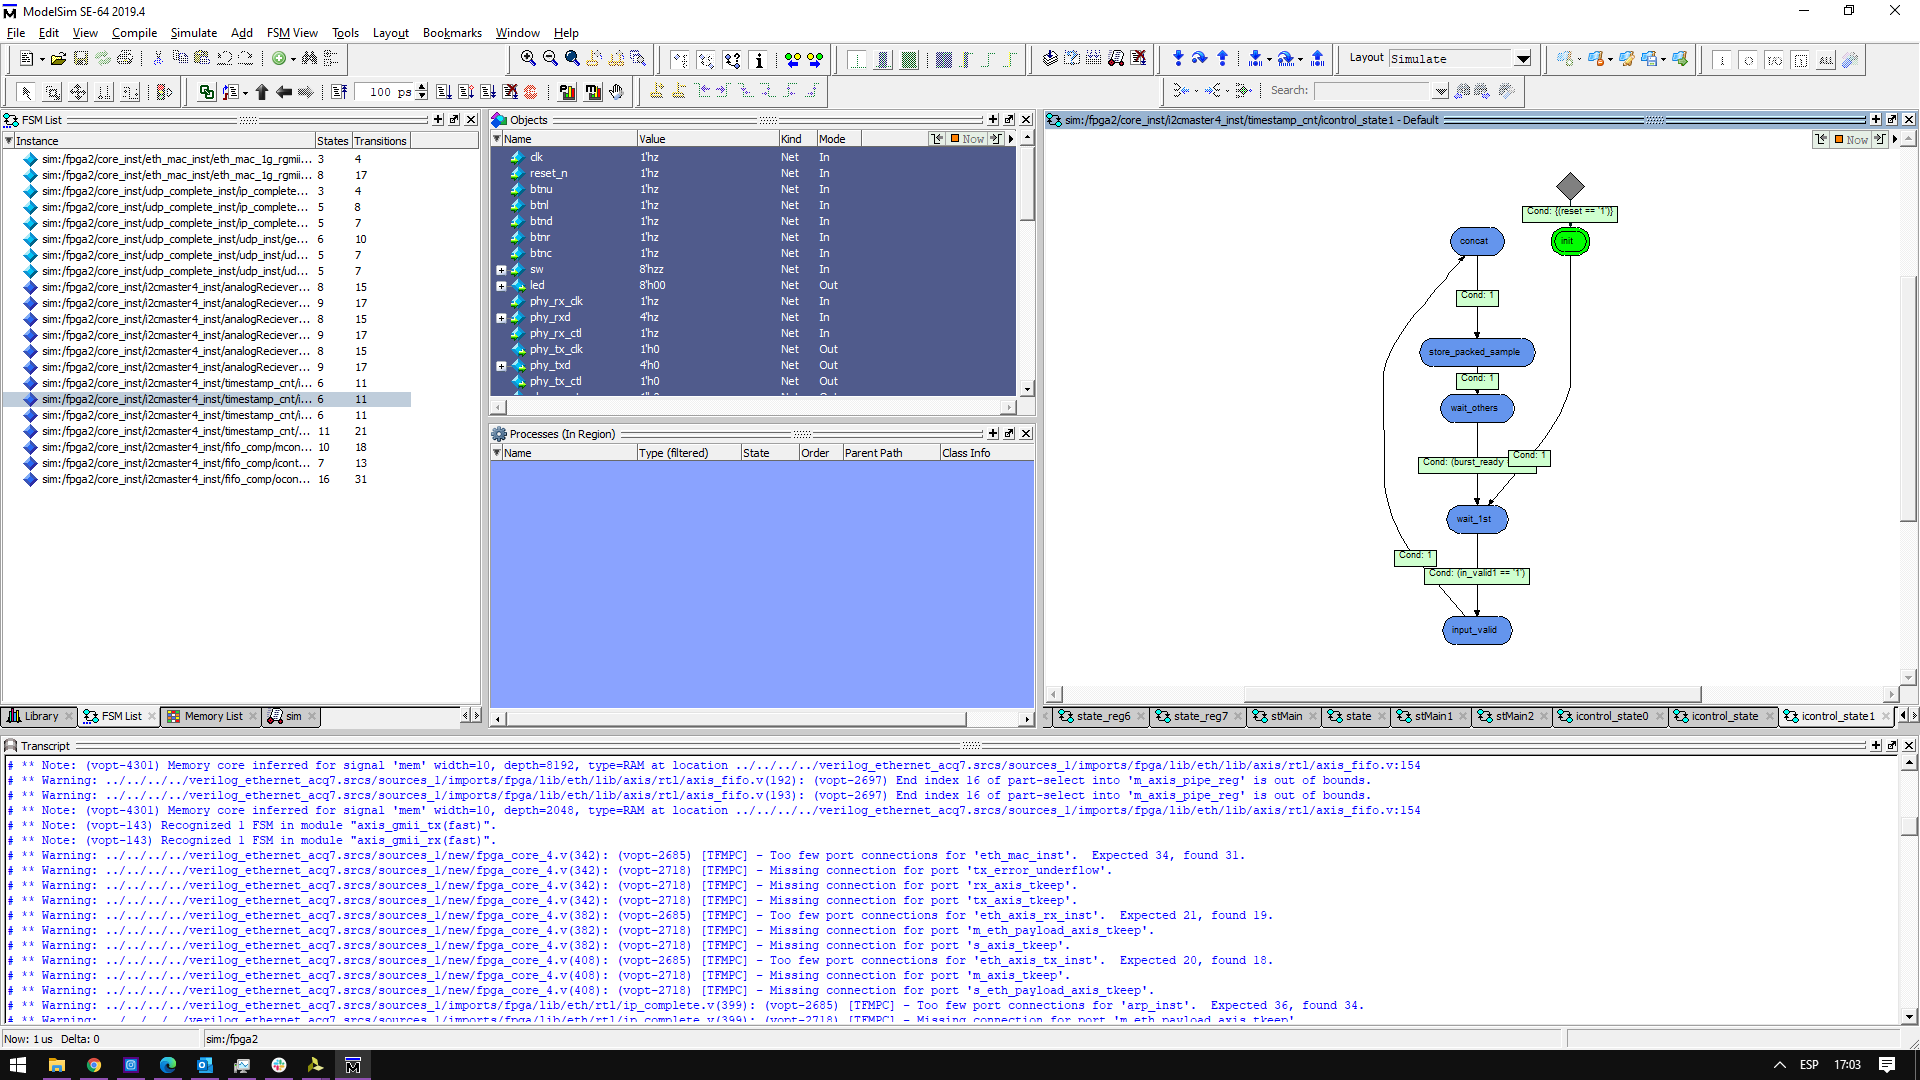 ModelSim SE-64 2019.4
File Edit View Compile Simulate Add FSM View Tools Layout Bookmarks Window Help
Layout Simulate
ALL
100 ps
Search:
FSM List
Instance States Transitions
sim:/fpga2/core_inst/eth_mac_inst/eth_mac_1g_rgmii... 3 4
sim:/fpga2/core_inst/eth_mac_inst/eth_mac_1g_rgmii... 8 17
sim:/fpga2/core_inst/udp_complete_inst/ip_complete... 3 4
sim:/fpga2/core_inst/udp_complete_inst/ip_complete... 5 8
sim:/fpga2/core_inst/udp_complete_inst/ip_complete... 5 7
sim:/fpga2/core_inst/udp_complete_inst/udp_inst/ge... 6 10
sim:/fpga2/core_inst/udp_complete_inst/udp_inst/ud... 5 7
sim:/fpga2/core_inst/udp_complete_inst/udp_inst/ud... 5 7
sim:/fpga2/core_inst/i2cmaster4_inst/analogReciever... 8 15
sim:/fpga2/core_inst/i2cmaster4_inst/analogReciever... 9 17
sim:/fpga2/core_inst/i2cmaster4_inst/analogReciever... 8 15
sim:/fpga2/core_inst/i2cmaster4_inst/analogReciever... 9 17
sim:/fpga2/core_inst/i2cmaster4_inst/analogReciever... 8 15
sim:/fpga2/core_inst/i2cmaster4_inst/analogReciever... 9 17
sim:/fpga2/core_inst/i2cmaster4_inst/timestamp_cnt/i... 6 11
sim:/fpga2/core_inst/i2cmaster4_inst/timestamp_cnt/i... 6 11
sim:/fpga2/core_inst/i2cmaster4_inst/timestamp_cnt/i... 6 11
sim:/fpga2/core_inst/i2cmaster4_inst/timestamp_cnt/... 11 21
sim:/fpga2/core_inst/i2cmaster4_inst/fifo_comp/mcon... 10 18
sim:/fpga2/core_inst/i2cmaster4_inst/fifo_comp/icont... 7 13
sim:/fpga2/core_inst/i2cmaster4_inst/fifo_comp/ocon... 16 31
Library FSM List Memory List sim
Objects
Name Value Kind Mode Now
clk 1'hz Net In
reset_n 1'hz Net In
btnu 1'hz Net In
btnl 1'hz Net In
btnd 1'hz Net In
btnr 1'hz Net In
btnc 1'hz Net In
sw 8'hzz Net In
led 8'h00 Net Out
phy_rx_clk 1'hz Net In
phy_rxd 4'hz Net In
phy_rx_ctl 1'hz Net In
phy_tx_clk 1'h0 Net Out
phy_txd 4'h0 Net Out
phy_tx_ctl 1'h0 Net Out
Processes (In Region)
Name Type (filtered) State Order Parent Path Class Info
sim:/fpga2/core_inst/i2cmaster4_inst/timestamp_cnt/icontrol_state1 - Default
Now
Cond: {(reset == '1')}
concat
init
Cond: 1
store_packed_sample
Cond: 1
wait_others
Cond: (burst_ready
Cond: 1
wait_1st
Cond: 1
Cond: (in_valid1 == '1')
input_valid
state_reg6 state_reg7 stMain state stMain1 stMain2 icontrol_state0 icontrol_state icontrol_state1
Transcript
# ** Note: (vopt-4301) Memory core inferred for signal 'mem' width=10, depth=8192, type=RAM at location ../../../../verilog_ethernet_acq7.srcs/sources_1/imports/fpga/lib/eth/lib/axis/rtl/axis_fifo.v:154
# ** Warning: ../../../../verilog_ethernet_acq7.srcs/sources_1/imports/fpga/lib/eth/lib/axis/rtl/axis_fifo.v(192): (vopt-2697) End index 16 of part-select into 'm_axis_pipe_reg' is out of bounds.
# ** Warning: ../../../../verilog_ethernet_acq7.srcs/sources_1/imports/fpga/lib/eth/lib/axis/rtl/axis_fifo.v(193): (vopt-2697) End index 16 of part-select into 'm_axis_pipe_reg' is out of bounds.
# ** Note: (vopt-4301) Memory core inferred for signal 'mem' width=10, depth=2048, type=RAM at location ../../../../verilog_ethernet_acq7.srcs/sources_1/imports/fpga/lib/eth/lib/axis/rtl/axis_fifo.v:154
# ** Note: (vopt-143) Recognized 1 FSM in module "axis_gmii_tx(fast)".
# ** Note: (vopt-143) Recognized 1 FSM in module "axis_gmii_rx(fast)".
# ** Warning: ../../../../verilog_ethernet_acq7.srcs/sources_1/new/fpga_core_4.v(342): (vopt-2685) [TFMPC] - Too few port connections for 'eth_mac_inst'.  Expected 34, found 31.
# ** Warning: ../../../../verilog_ethernet_acq7.srcs/sources_1/new/fpga_core_4.v(342): (vopt-2718) [TFMPC] - Missing connection for port 'tx_error_underflow'.
# ** Warning: ../../../../verilog_ethernet_acq7.srcs/sources_1/new/fpga_core_4.v(342): (vopt-2718) [TFMPC] - Missing connection for port 'rx_axis_tkeep'.
# ** Warning: ../../../../verilog_ethernet_acq7.srcs/sources_1/new/fpga_core_4.v(342): (vopt-2718) [TFMPC] - Missing connection for port 'tx_axis_tkeep'.
# ** Warning: ../../../../verilog_ethernet_acq7.srcs/sources_1/new/fpga_core_4.v(382): (vopt-2685) [TFMPC] - Too few port connections for 'eth_axis_rx_inst'.  Expected 21, found 19.
# ** Warning: ../../../../verilog_ethernet_acq7.srcs/sources_1/new/fpga_core_4.v(382): (vopt-2718) [TFMPC] - Missing connection for port 'm_eth_payload_axis_tkeep'.
# ** Warning: ../../../../verilog_ethernet_acq7.srcs/sources_1/new/fpga_core_4.v(382): (vopt-2718) [TFMPC] - Missing connection for port 's_axis_tkeep'.
# ** Warning: ../../../../verilog_ethernet_acq7.srcs/sources_1/new/fpga_core_4.v(408): (vopt-2685) [TFMPC] - Too few port connections for 'eth_axis_tx_inst'.  Expected 20, found 18.
# ** Warning: ../../../../verilog_ethernet_acq7.srcs/sources_1/new/fpga_core_4.v(408): (vopt-2718) [TFMPC] - Missing connection for port 'm_axis_tkeep'.
# ** Warning: ../../../../verilog_ethernet_acq7.srcs/sources_1/new/fpga_core_4.v(408): (vopt-2718) [TFMPC] - Missing connection for port 's_eth_payload_axis_tkeep'.
# ** Warning: ../../../../verilog_ethernet_acq7.srcs/sources_1/imports/fpga/lib/eth/rtl/ip_complete.v(399): (vopt-2685) [TFMPC] - Too few port connections for 'arp_inst'.  Expected 36, found 34.
# ** Warning: ../../../../verilog_ethernet_acq7.srcs/sources_1/imports/fpga/lib/eth/rtl/ip_complete.v(399): (vopt-2718) [TFMPC] - Missing connection for port 'm_eth_payload_axis_tkeep'
Now: 1 us Delta: 0 sim:/fpga2
ESP 17:03